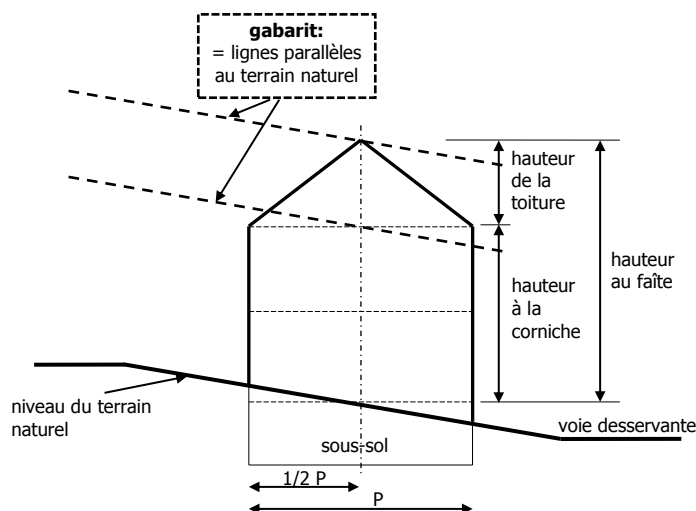 gabarit:
= lignes parallèles
au terrain naturel
hauteur
de la
toiture
hauteur
au faîte
hauteur
à la
corniche
niveau du terrain
naturel
voie desservante
sous-sol
1/2 P
P